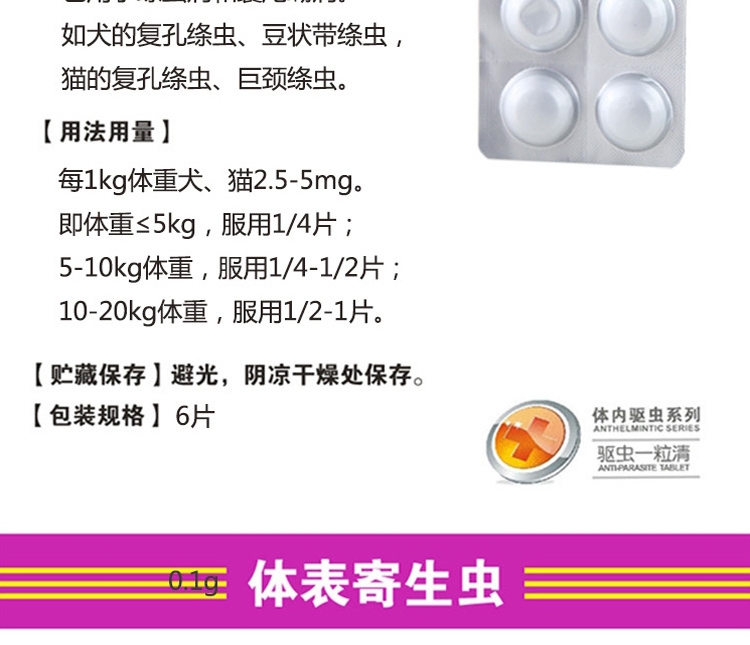 如犬的复孔绦虫、豆状带绦虫，
猫的复孔绦虫、巨颈绦虫。
【用法用量】
每1kg体重犬、猫2.5-5mg。
即体重≤5kg，服用1/4片；
5-10kg体重，服用1/4-1/2片；
10-20kg体重，服用1/2-1片。
【贮藏保存】避光，阴凉干燥处保存。
【包装规格】6片
体内驱虫系列
ANTHELMINTIC SERIES
驱虫一粒清
ANTI-PARASITE TABLET
0.1g
体表寄生虫